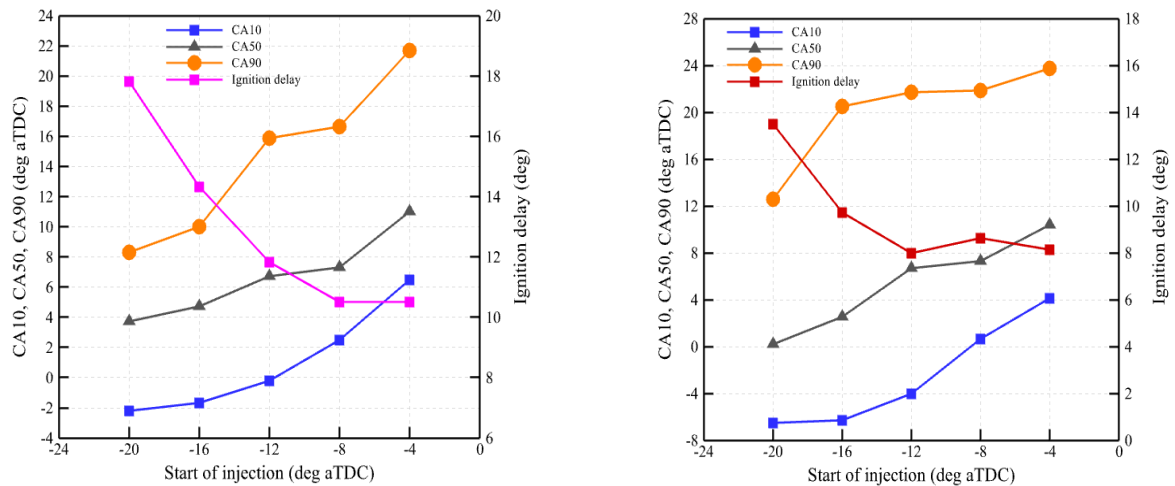 CA10
CA50
CA90
Ignition delay
CA10, CA50, CA90 (deg aTDC)
24
22
20
18
16
14
12
10
8
6
4
2
0
-2
-4
20
18
16
14
12
10
8
6
Ignition delay (deg)
-24 -20 -16 -12 -8 -4 0
Start of injection (deg aTDC)
CA10
CA50
CA90
Ignition delay
CA10, CA50, CA90 (deg aTDC)
28
24
20
16
12
8
4
0
-4
-8
18
16
14
12
10
8
6
4
2
0
Ignition delay (deg)
-24 -20 -16 -12 -8 -4 0
Start of injection (deg aTDC)